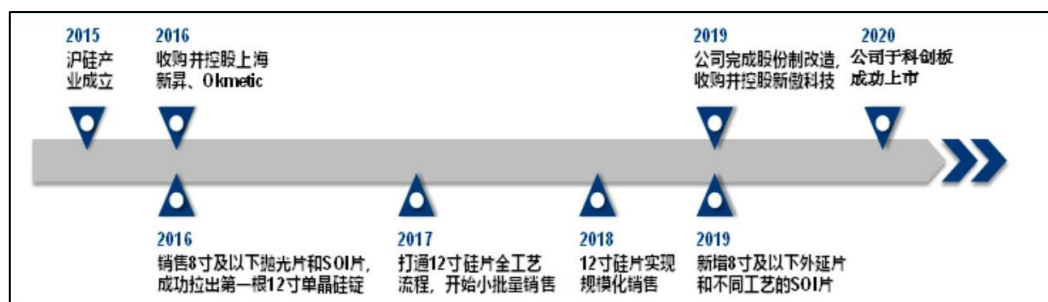 2015
沪硅产
业成立
2016
收购并控股上海
新昇、Okmetic
2019
公司完成股份制改造,
收购并控股新傲科技
2020
公司于科创板
成功上市
2016
销售8寸及以下抛光片和SOI片,
成功拉出第一根12寸单晶硅锭
2017
打通12寸硅片全工艺
流程，开始小批量销售
2018
12寸硅片实现
规模化销售
2019
新增8寸及以下外延片
和不同工艺的SOI片